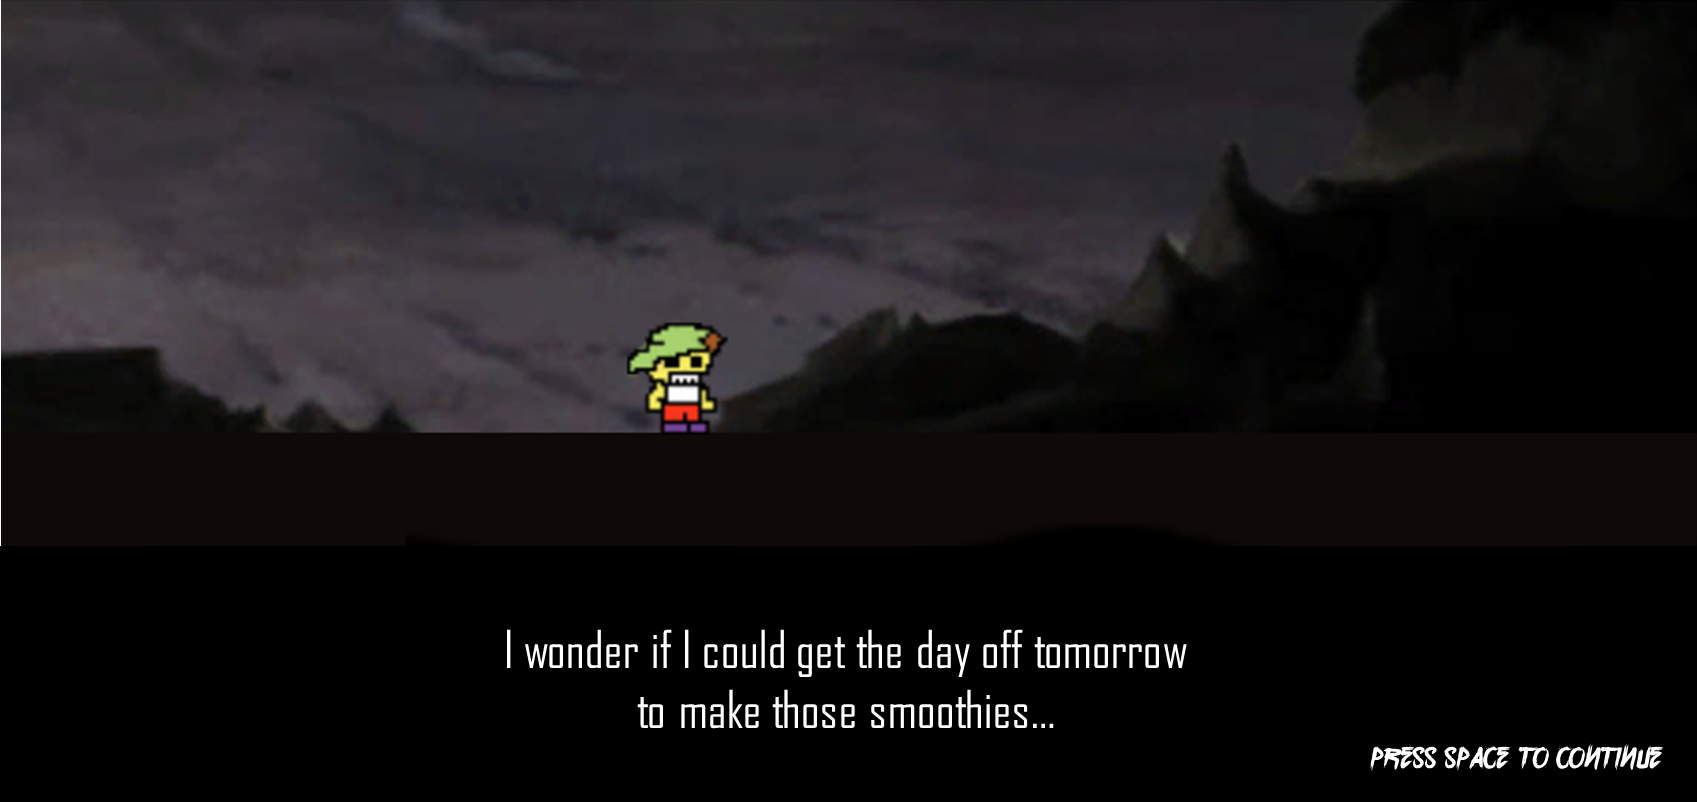 I wonder if I could get the day off tomorrow
to make those smoothies...
PRESS SPACE TO CONTINUE